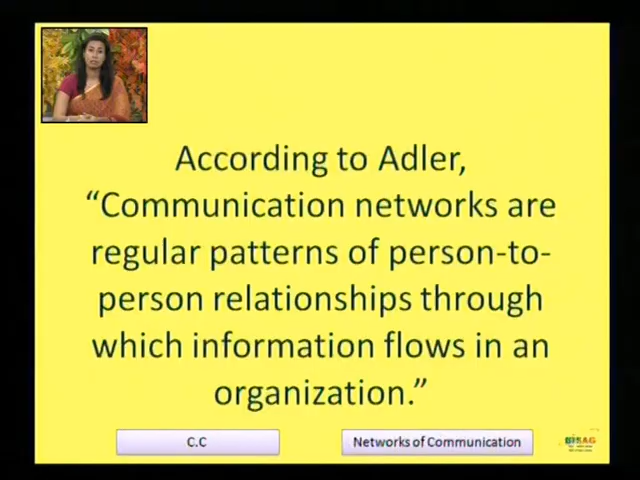 According to Adler,
“Communication networks are
regular patterns of person-to-
person relationships through
which information flows in an
organization.”
C.C
Networks of Communication
BISAG